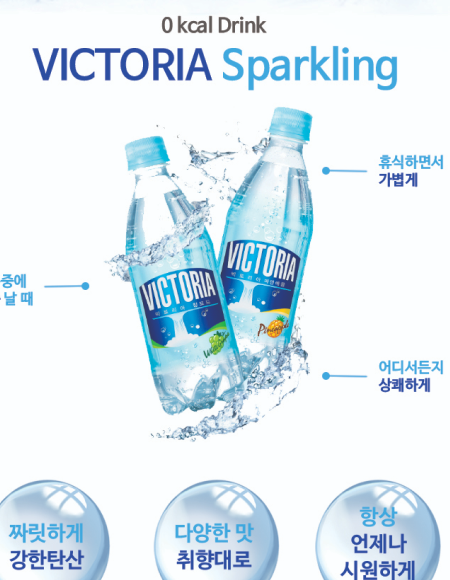 0 kcal Drink
VICTORIA Sparkling
휴식하면서
가볍게
VICTORIA
VICTORIA
Pineapple
중에
날 때
어디서든지
상쾌하게
짜릿하게
강한탄산
다양한 맛
취향대로
항상
언제나
시원하게